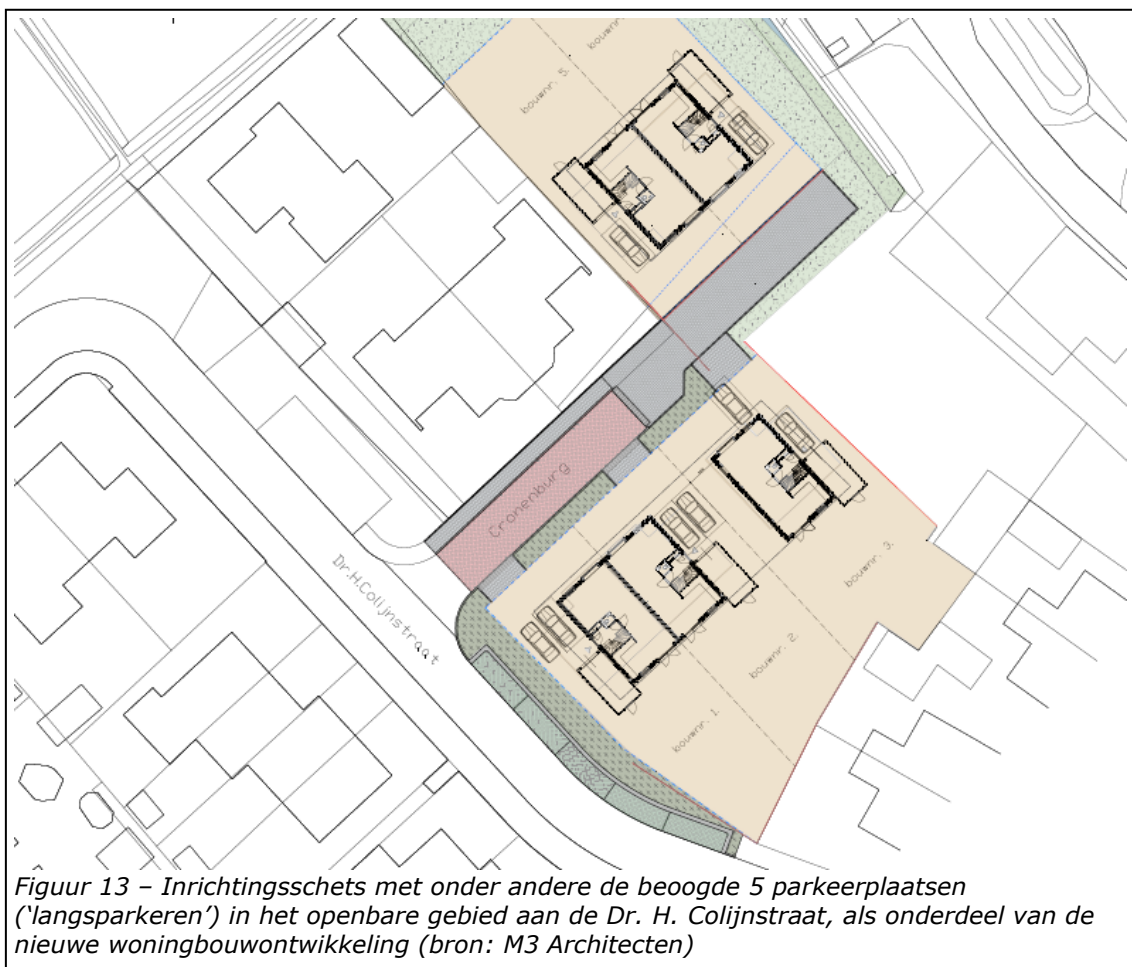 bouwnr.
bouwnr. 5.
Cronenburg
Dr.H.Colijnstraat
bouwnr. 3.
bouwnr. 2.
bouwnr. 1.
Figuur 13 – Inrichtingsschets met onder andere de beoogde 5 parkeerplaatsen
(‘langsparkeren’) in het openbare gebied aan de Dr. H. Colijnstraat, als onderdeel van de
nieuwe woningbouwontwikkeling (bron: M3 Architecten)